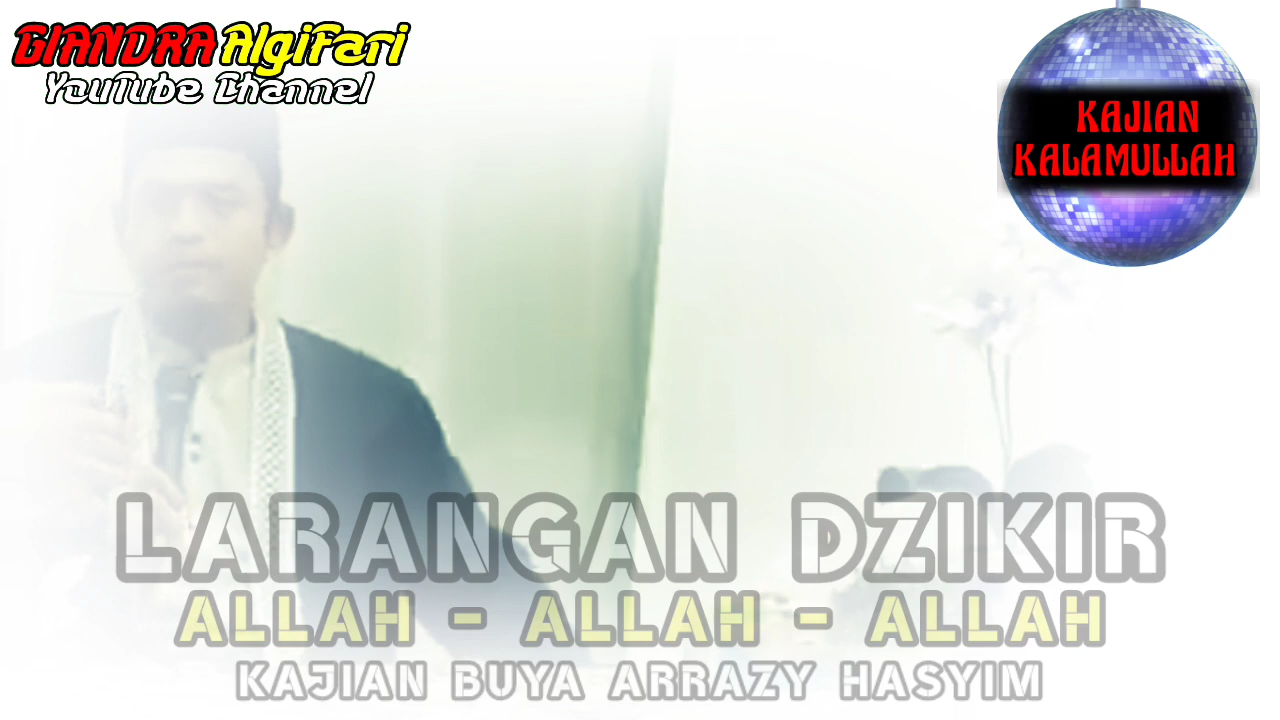 GIANDRA AlgiFari
YouTube Channel
KAJIAN
KALAMULLAH
LARANGAN DZIKIR
ALLAH - ALLAH - ALLAH
KAJIAN BUYA ARRAZY HASYIM